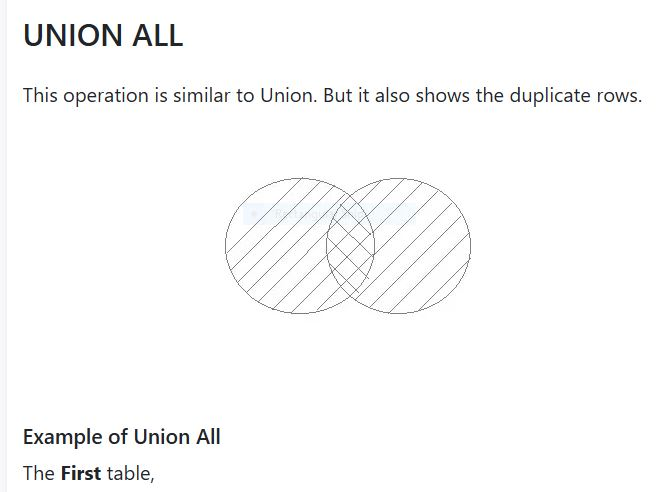 UNION ALL
This operation is similar to Union. But it also shows the duplicate rows.
Example of Union All
The First table,